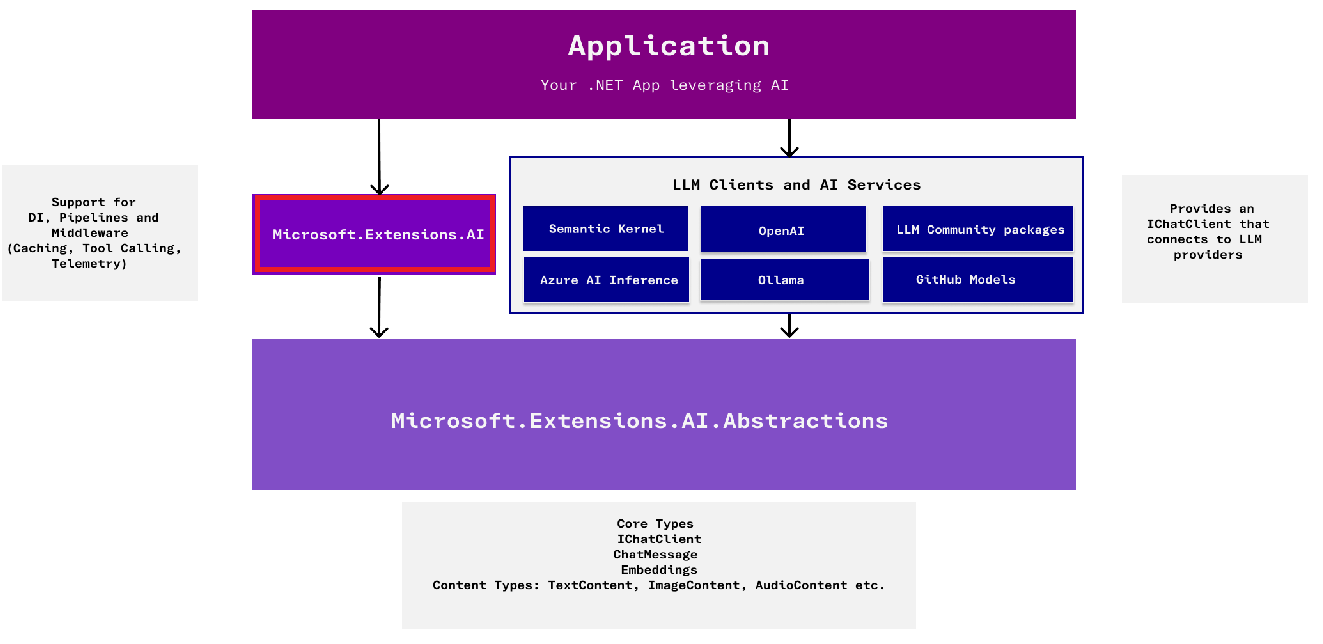 Application
Your .NET App leveraging AI
Support for
DI, Pipelines and
Middleware
(Caching, Tool Calling,
Telemetry)
Microsoft.Extensions.AI
LLM Clients and AI Services
Semantic Kernel
OpenAI
LLM Community packages
Azure AI Inference
Ollama
GitHub Models
Provides an
IChatClient that
connects to LLM
providers
Microsoft.Extensions.AI.Abstractions
Core Types
IChatClient
ChatMessage
Embeddings
Content Types: TextContent, ImageContent, AudioContent etc.